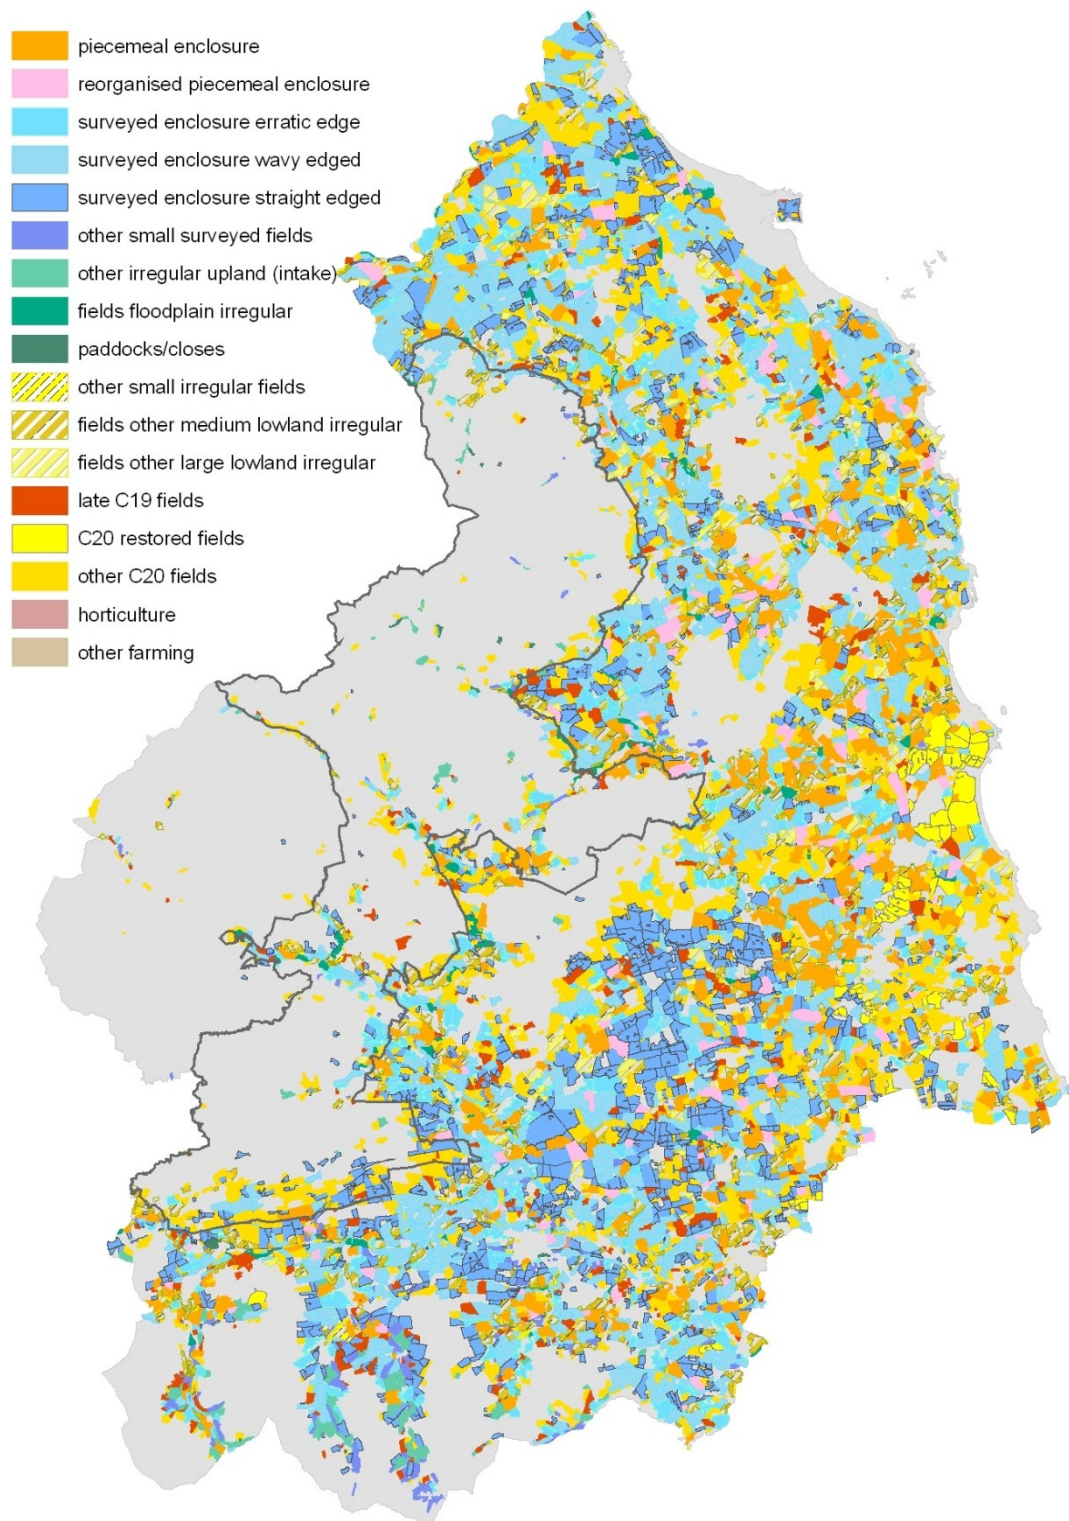 piecemeal enclosure
reorganised piecemeal enclosure
surveyed enclosure erratic edge
surveyed enclosure wavy edged
surveyed enclosure straight edged
other small surveyed fields
other irregular upland (intake)
fields floodplain irregular
paddocks/closes
other small irregular fields
fields other medium lowland irregular
fields other large lowland irregular
late C19 fields
C20 restored fields
other C20 fields
horticulture
other farming